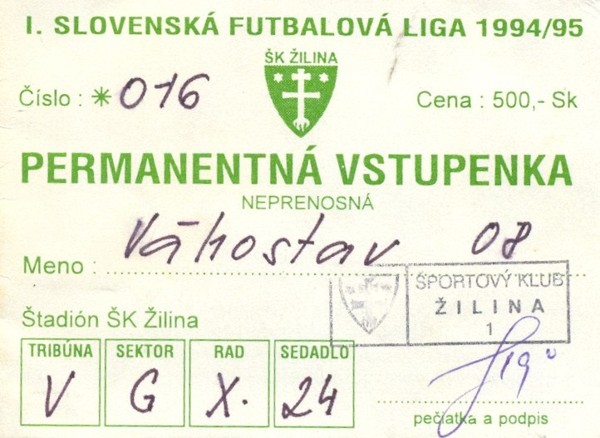 I. SLOVENSKÁ FUTBALOVÁ LIGA 1994/95
ŠK ŽILINA
Číslo : * 016
Cena : 500,- Sk
PERMANENTNÁ VSTUPENKA
NEPRENOSNÁ
Meno : Váhostav 08
ŠPORTOVÝ KLUB
ŽILINA
1
Štadión ŠK Žilina
TRIBÚNA SEKTOR RAD SEDADLO
V G X. 24
pečiatka a podpis